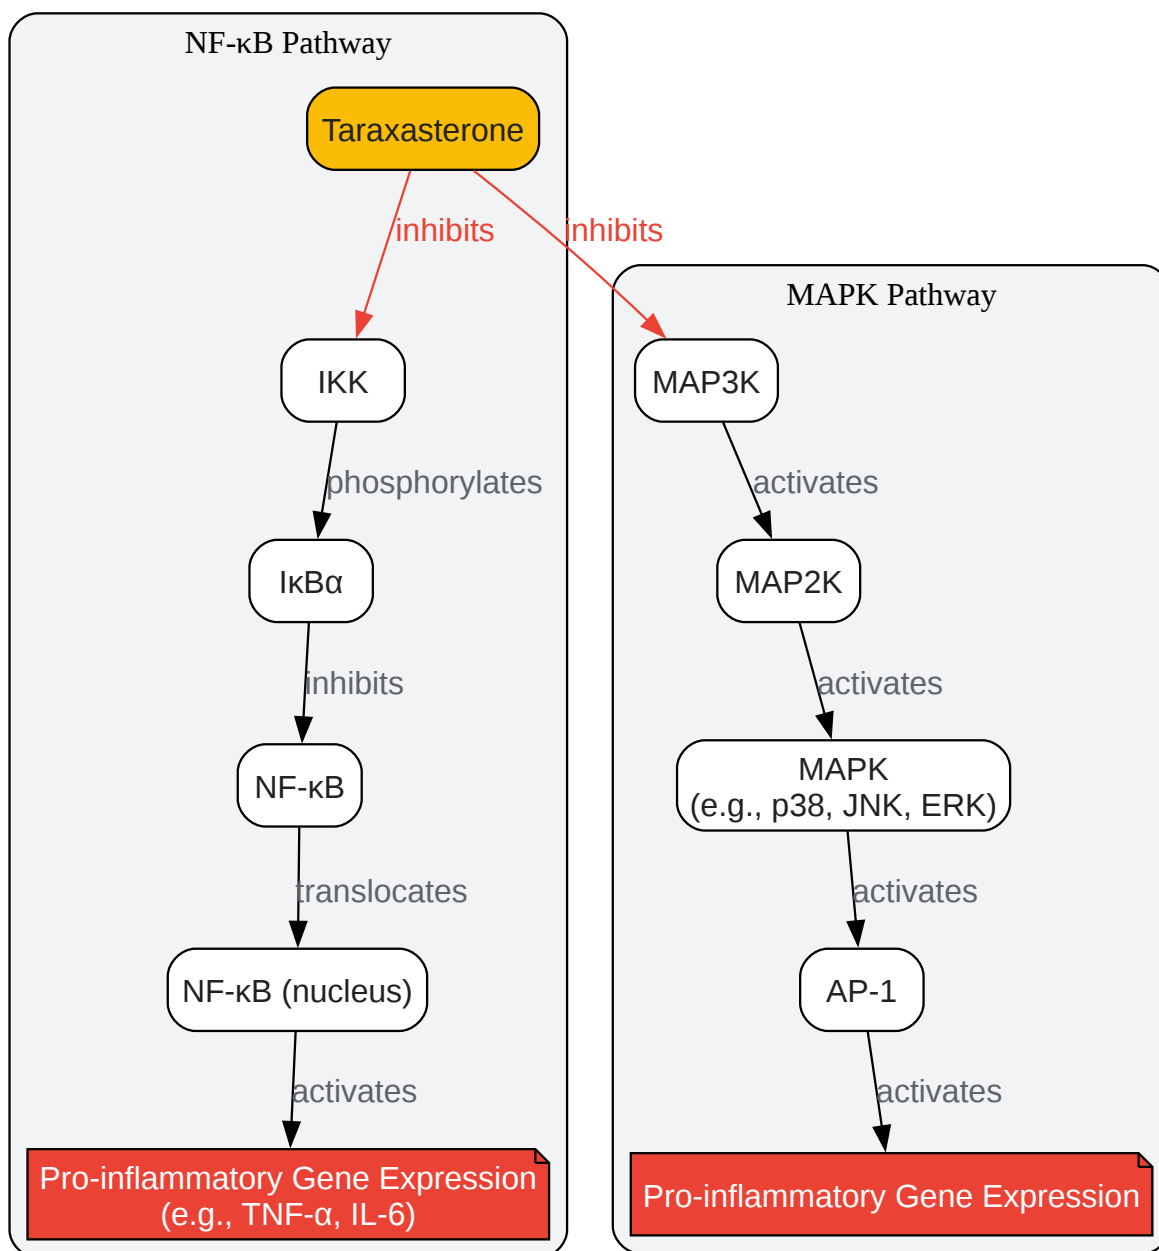 NF-κB Pathway
Taraxasterone
inhibits
inhibits
MAPK Pathway
IKK
MAP3K
phosphorylates
activates
IκBα
MAP2K
inhibits
activates
NF-κB
MAPK
(e.g., p38, JNK, ERK)
translocates
activates
NF-κB (nucleus)
AP-1
activates
activates
Pro-inflammatory Gene Expression
(e.g., TNF-α, IL-6)
Pro-inflammatory Gene Expression